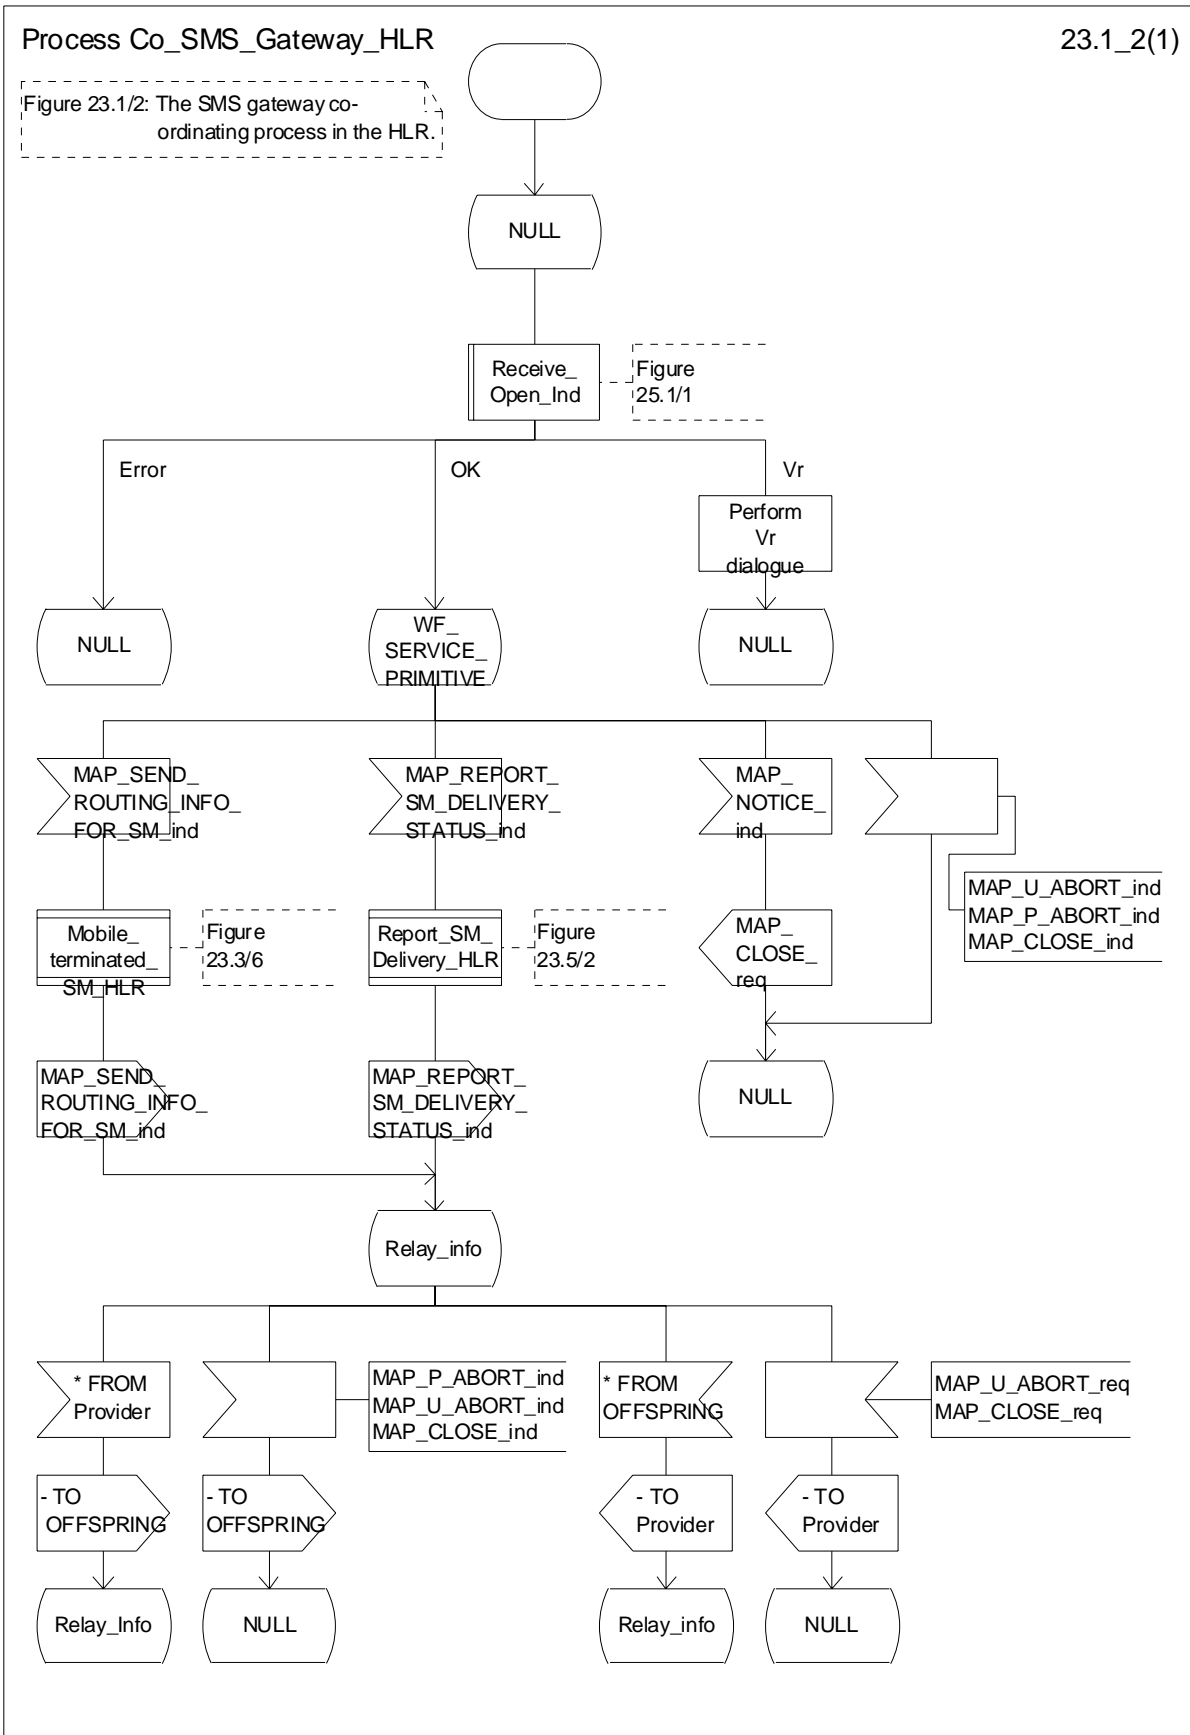 Process Co_SMS_Gateway_HLR
23.1_2(1)
Figure 23.1/2: The SMS gateway co-
ordinating process in the HLR.
NULL
Receive_
Open_Ind
Figure
25.1/1
Error
OK
Vr
Perform
Vr
dialogue
NULL
WF_
SERVICE_
PRIMITIVE
NULL
MAP_SEND_
ROUTING_INFO_
FOR_SM_ind
MAP_REPORT_
SM_DELIVERY_
STATUS_ind
MAP_
NOTICE_
ind
MAP_U_ABORT_ind
MAP_P_ABORT_ind
MAP_CLOSE_ind
Mobile_
terminated_
SM_HLR
Figure
23.3/6
Report_SM_
Delivery_HLR
Figure
23.5/2
MAP_
CLOSE_
req
MAP_SEND_
ROUTING_INFO_
FOR_SM_ind
MAP_REPORT_
SM_DELIVERY_
STATUS_ind
NULL
Relay_info
* FROM
Provider
MAP_P_ABORT_ind
MAP_U_ABORT_ind
MAP_CLOSE_ind
* FROM
OFFSPRING
MAP_U_ABORT_req
MAP_CLOSE_req
- TO
OFFSPRING
- TO
OFFSPRING
- TO
Provider
- TO
Provider
Relay_Info
NULL
Relay_info
NULL